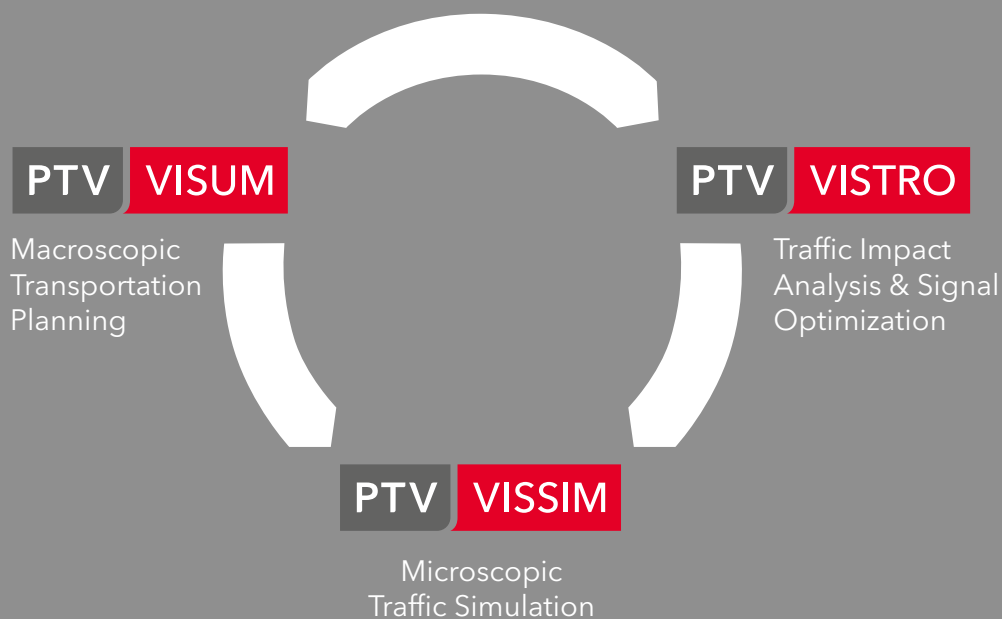 PTV VISUM
Macroscopic
Transportation
Planning
PTV VISTRO
Traffic Impact
Analysis & Signal
Optimization
PTV VISSIM
Microscopic
Traffic Simulation